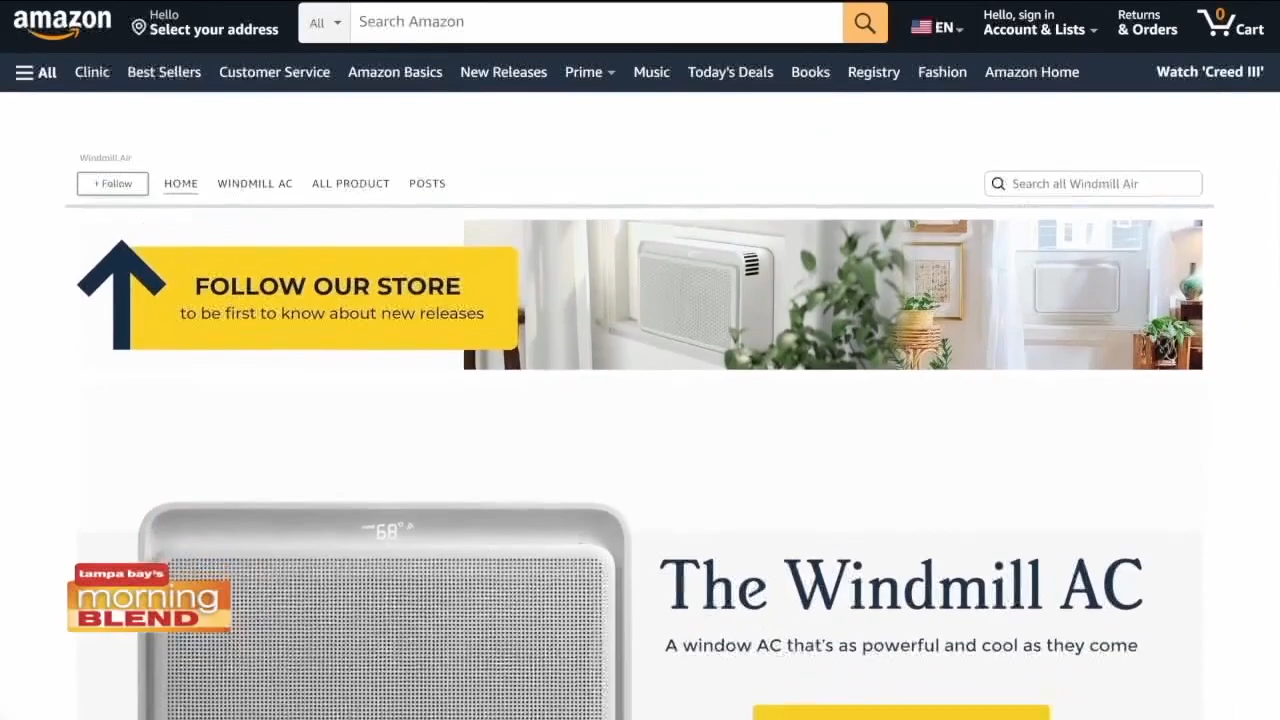 amazon
Hello
Select your address
All
Search Amazon
EN
Hello, sign in
Account & Lists
Returns
& Orders
0
Cart
All
Clinic
Best Sellers
Customer Service
Amazon Basics
New Releases
Prime
Music
Today's Deals
Books
Registry
Fashion
Amazon Home
Watch 'Creed III'
Windmill Air
+ Follow
HOME
WINDMILL AC
ALL PRODUCT
POSTS
Search all Windmill Air
FOLLOW OUR STORE
to be first to know about new releases
68°
The Windmill AC
A window AC that's as powerful and cool as they come
tampa bay's
morning
BLEND